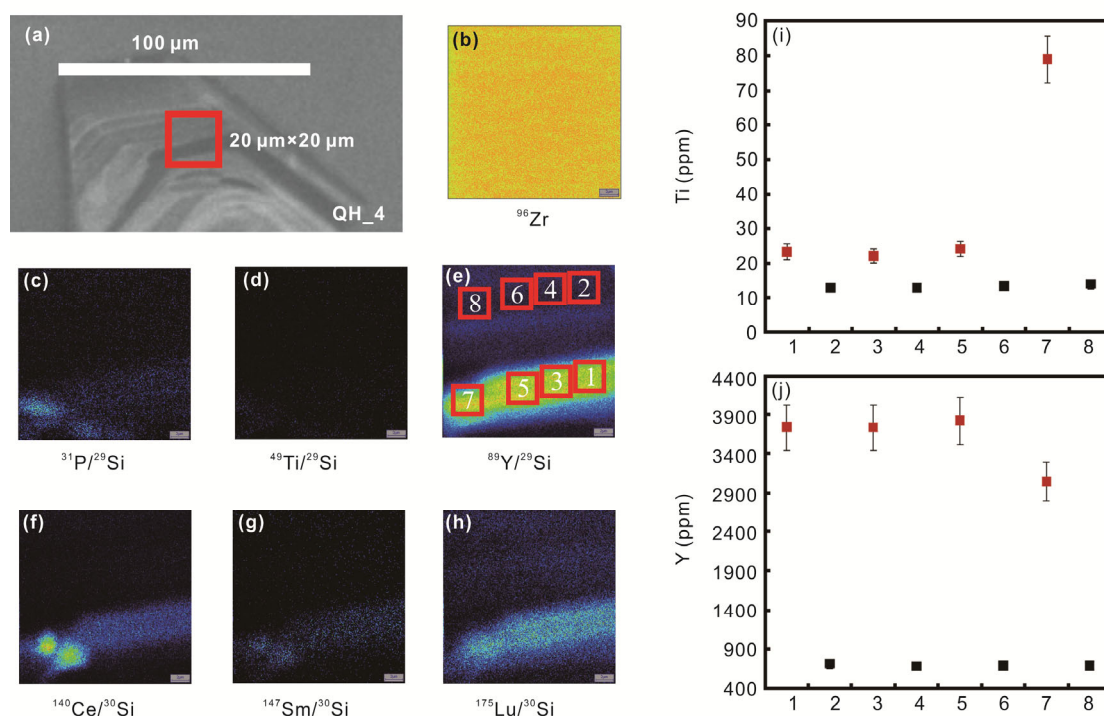 (a)
100 μm
20 μm×20 μm
QH_4
(b)
⁹⁶Zr
(c)
³¹P/²⁹Si
(d)
⁴⁹Ti/²⁹Si
(e)
8 6 4 2
7 5 3 1
⁸⁹Y/²⁹Si
(f)
¹⁴⁰Ce/³⁰Si
(g)
¹⁴⁷Sm/³⁰Si
(h)
¹⁷⁵Lu/³⁰Si
(i)
Ti (ppm)
90
80
70
60
50
40
30
20
10
0
1 2 3 4 5 6 7 8
(j)
Y (ppm)
4400
3900
3400
2900
2400
1900
1400
900
400
1 2 3 4 5 6 7 8